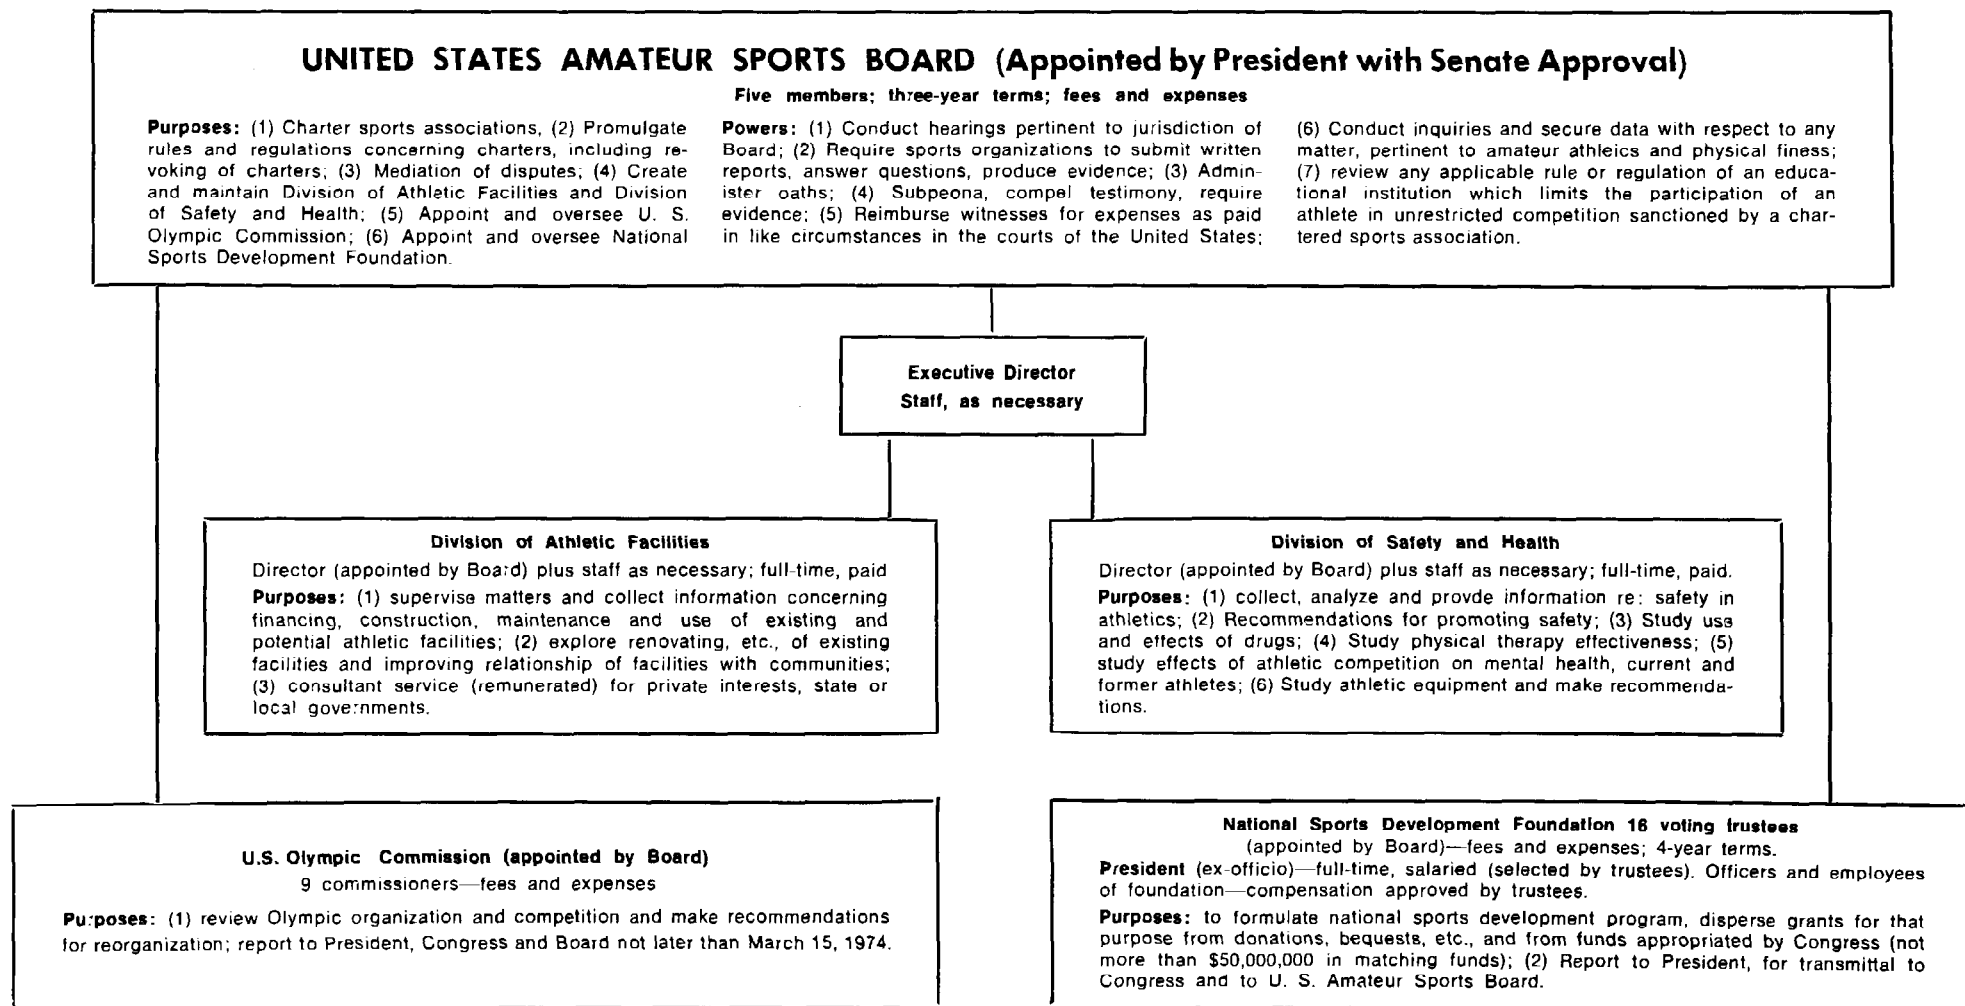 UNITED STATES AMATEUR SPORTS BOARD (Appointed by President with Senate Approval)
Five members; three-year terms; fees and expenses
Purposes: (1) Charter sports associations, (2) Promulgate
rules and regulations concerning charters, including re-
voking of charters; (3) Mediation of disputes; (4) Create
and maintain Division of Athletic Facilities and Division
of Safety and Health; (5) Appoint and oversee U. S.
Olympic Commission; (6) Appoint and oversee National
Sports Development Foundation.
Powers: (1) Conduct hearings pertinent to jurisdiction of
Board; (2) Require sports organizations to submit written
reports, answer questions, produce evidence; (3) Admin-
ister oaths; (4) Subpeona, compel testimony, require
evidence; (5) Reimburse witnesses for expenses as paid
in like circumstances in the courts of the United States;
(6) Conduct inquiries and secure data with respect to any
matter, pertinent to amateur athleics and physical finess;
(7) review any applicable rule or regulation of an educa-
tional institution which limits the participation of an
athlete in unrestricted competition sanctioned by a char-
tered sports association.
Executive Director
Staff, as necessary
Division of Athletic Facilities
Director (appointed by Board) plus staff as necessary; full-time, paid
Purposes: (1) supervise matters and collect information concerning
financing, construction, maintenance and use of existing and
potential athletic facilities; (2) explore renovating, etc., of existing
facilities and improving relationship of facilities with communities;
(3) consultant service (remunerated) for private interests, state or
local governments.
Division of Safety and Health
Director (appointed by Board) plus staff as necessary; full-time, paid.
Purposes: (1) collect, analyze and provde information re: safety in
athletics; (2) Recommendations for promoting safety; (3) Study use
and effects of drugs; (4) Study physical therapy effectiveness; (5)
study effects of athletic competition on mental health, current and
former athletes; (6) Study athletic equipment and make recommenda-
tions.
U.S. Olympic Commission (appointed by Board)
9 commissioners—fees and expenses
Purposes: (1) review Olympic organization and competition and make recommendations
for reorganization; report to President, Congress and Board not later than March 15, 1974.
National Sports Development Foundation 16 voting trustees
(appointed by Board)—fees and expenses; 4-year terms.
President (ex-officio)—full-time, salaried (selected by trustees). Officers and employees
of foundation—compensation approved by trustees.
Purposes: to formulate national sports development program, disperse grants for that
purpose from donations, bequests, etc., and from funds appropriated by Congress (not
more than $50,000,000 in matching funds); (2) Report to President, for transmittal to
Congress and to U. S. Amateur Sports Board.